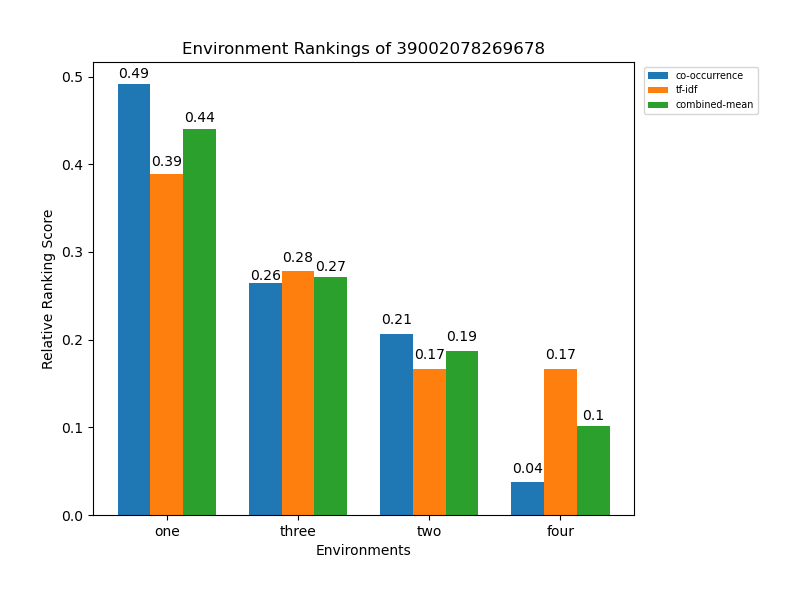 Environment Rankings of 39002078269678
co-occurrence
tf-idf
combined-mean
Relative Ranking Score
0.5
0.4
0.3
0.2
0.1
0.0
0.49
0.39
0.44
0.26
0.28
0.27
0.21
0.17
0.19
0.04
0.17
0.1
one three two four
Environments